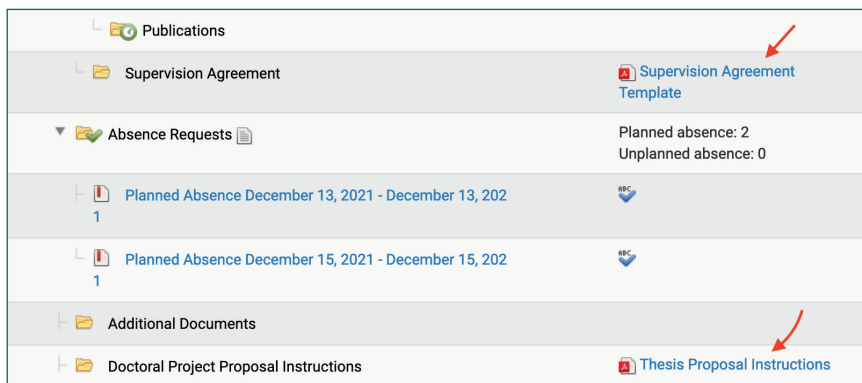 Publications
Supervision Agreement
Supervision Agreement
Template
Absence Requests
Planned absence: 2
Unplanned absence: 0
Planned Absence December 13, 2021 - December 13, 202
1
ABC
Planned Absence December 15, 2021 - December 15, 202
1
ABC
Additional Documents
Doctoral Project Proposal Instructions
Thesis Proposal Instructions